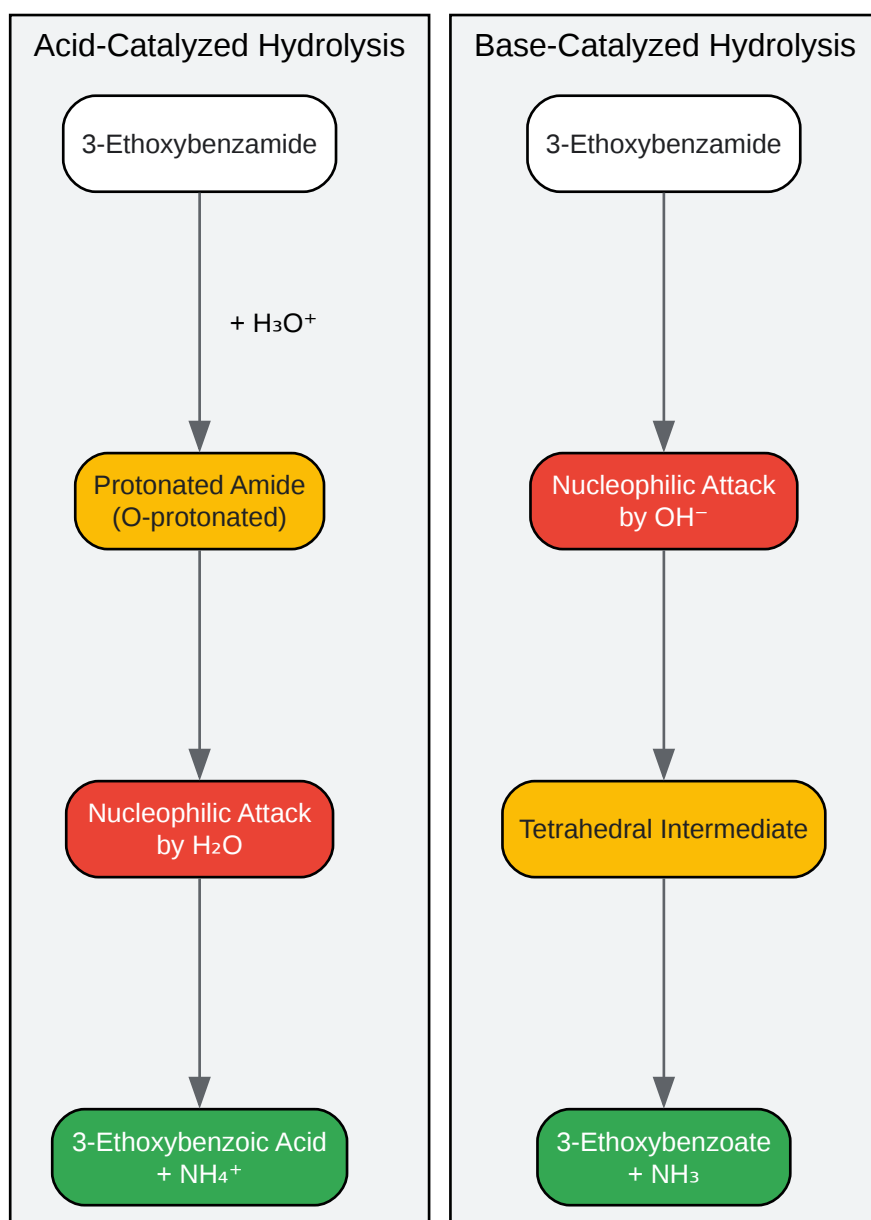 Acid-Catalyzed Hydrolysis
3-Ethoxybenzamide
+ H₃O⁺
Protonated Amide
(O-protonated)
Nucleophilic Attack
by H₂O
3-Ethoxybenzoic Acid
+ NH₄⁺
Base-Catalyzed Hydrolysis
3-Ethoxybenzamide
Nucleophilic Attack
by OH⁻
Tetrahedral Intermediate
3-Ethoxybenzoate
+ NH₃